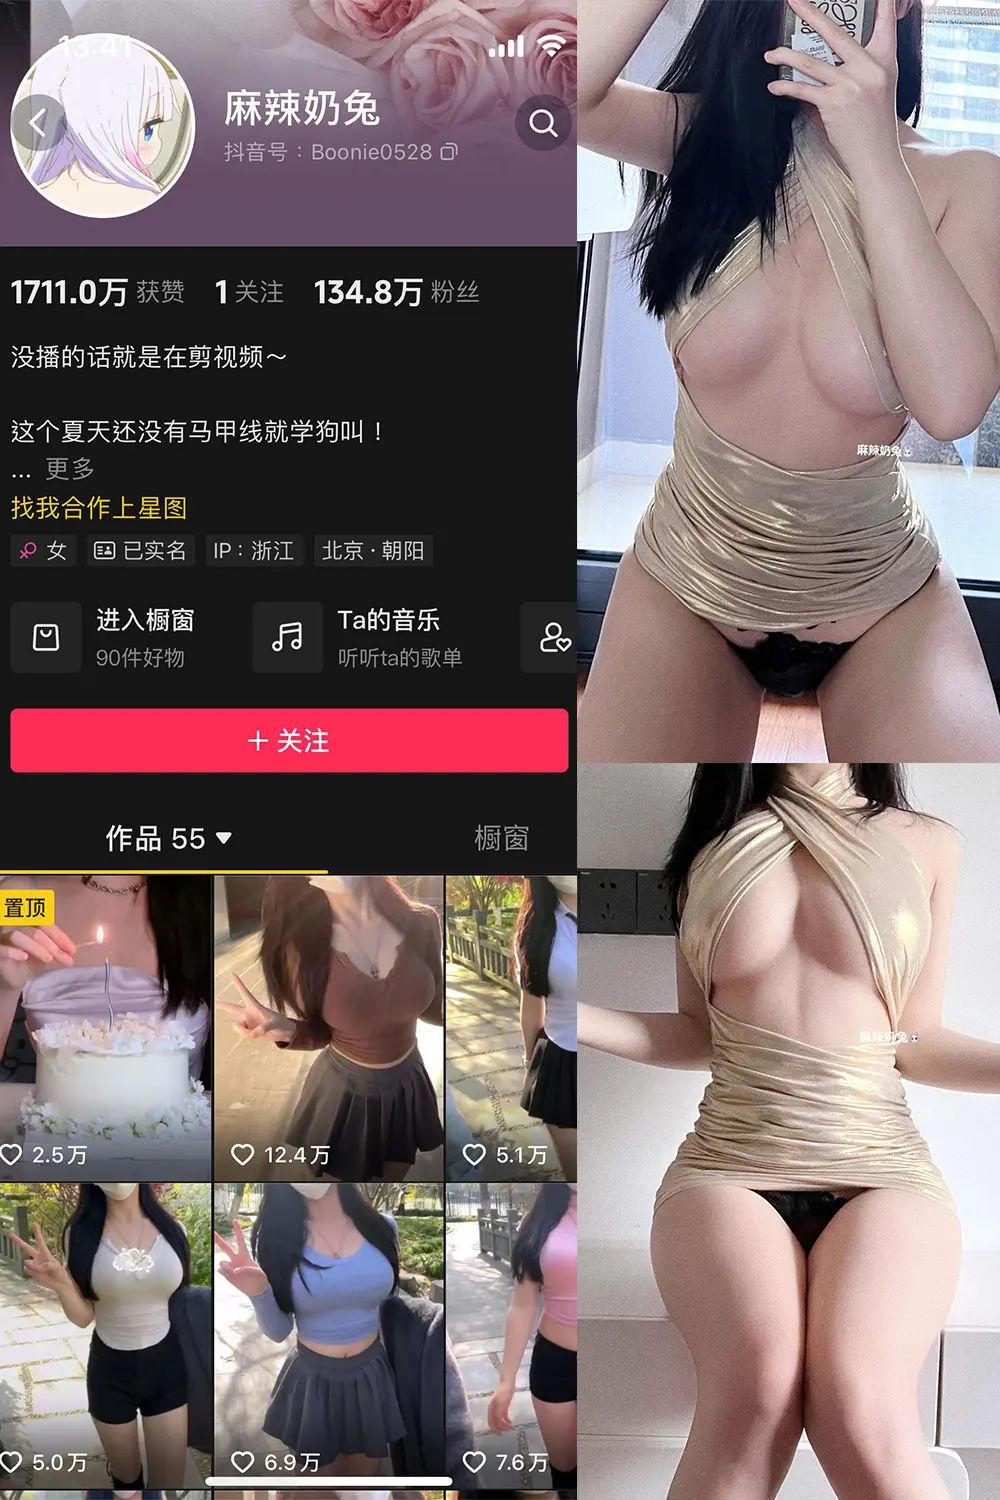 13:41
麻辣奶兔
抖音号：Boonie0528
1711.0万 获赞 1 关注 134.8万 粉丝
没播的话就是在剪视频～
这个夏天还没有马甲线就学狗叫！
... 更多
找我合作上星图
女 已实名 IP：浙江 北京·朝阳
进入橱窗
90件好物
Ta的音乐
听听ta的歌单
+ 关注
作品 55
橱窗
置顶
2.5万
12.4万
5.1万
5.0万
6.9万
7.6万
麻辣奶兔
麻辣奶兔